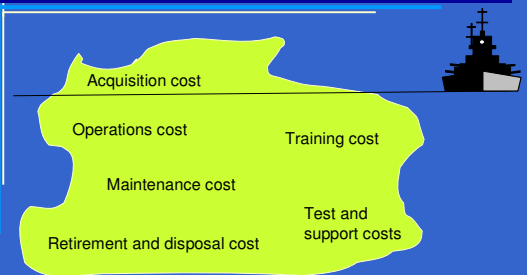 Acquisition cost
Operations cost
Training cost
Maintenance cost
Test and
support costs
Retirement and disposal cost